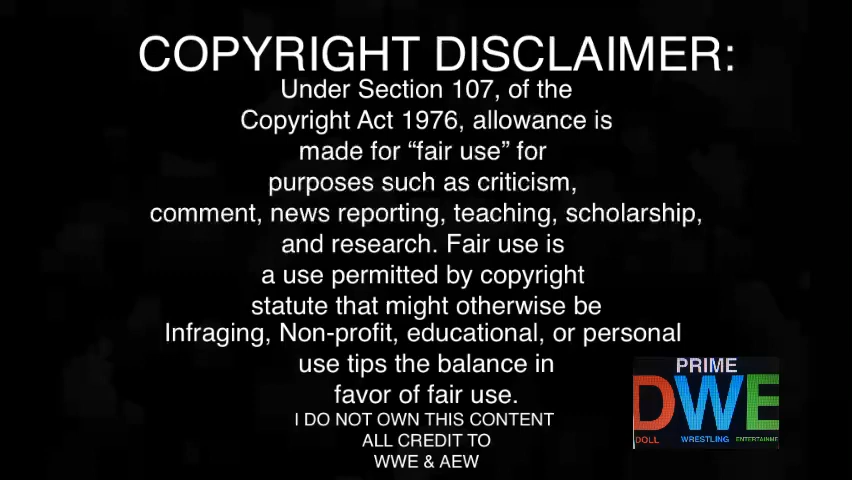 COPYRIGHT DISCLAIMER:
Under Section 107, of the
Copyright Act 1976, allowance is
made for “fair use” for
purposes such as criticism,
comment, news reporting, teaching, scholarship,
and research. Fair use is
a use permitted by copyright
statute that might otherwise be
Infraging, Non-profit, educational, or personal
use tips the balance in
favor of fair use.
I DO NOT OWN THIS CONTENT
ALL CREDIT TO
WWE & AEW
PRIME
DWE
DOLL WRESTLING ENTERTAINME